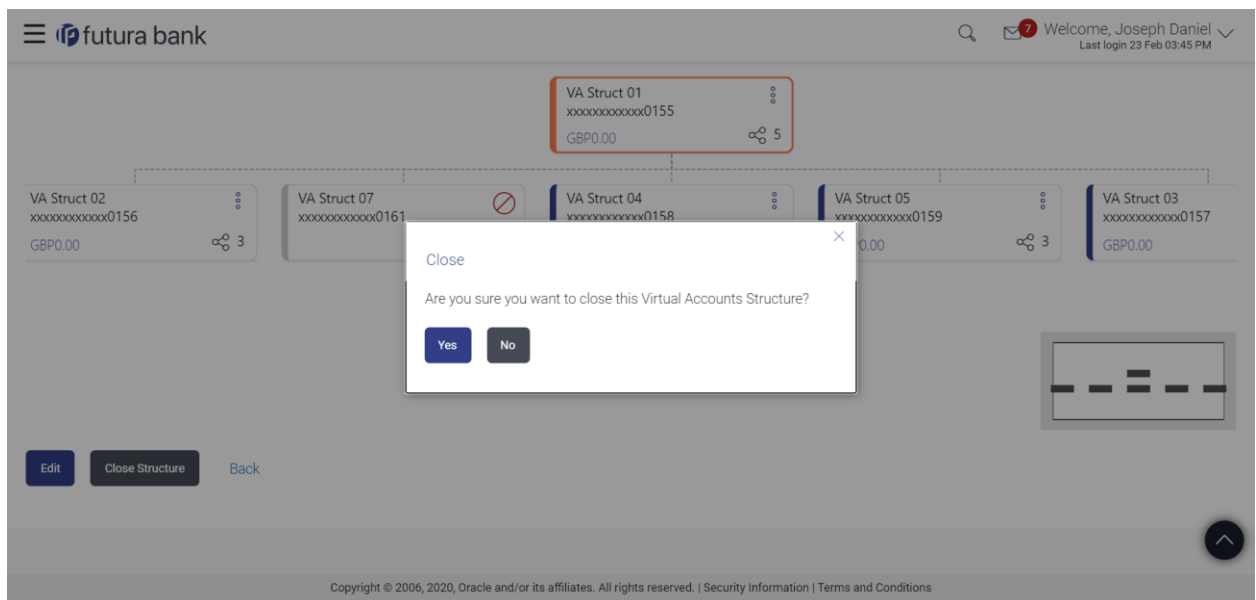 futura bank
7
Welcome, Joseph Daniel
Last login 23 Feb 03:45 PM
VA Struct 01
xxxxxxxxxxxx0155
GBP0.00
5
VA Struct 02
xxxxxxxxxxxx0156
GBP0.00
3
VA Struct 07
xxxxxxxxxxxx0161
VA Struct 04
xxxxxxxxxxxx0158
VA Struct 05
xxxxxxxxxxxx0159
0.00
3
VA Struct 03
xxxxxxxxxxxx0157
GBP0.00
Close
Are you sure you want to close this Virtual Accounts Structure?
Yes No
Edit Close Structure Back
Copyright © 2006, 2020, Oracle and/or its affiliates. All rights reserved. | Security Information | Terms and Conditions